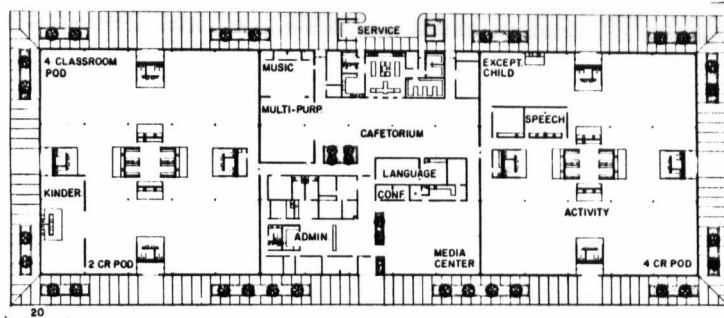 SERVICE
4 CLASSROOM
POD
MUSIC
EXCEPT.
CHILD
MULTI-PURP.
SPEECH
CAFETORIUM
LANGUAGE
KINDER.
CONF.
ACTIVITY
ADMIN.
MEDIA
CENTER
2 CR POD
4 CR POD
20